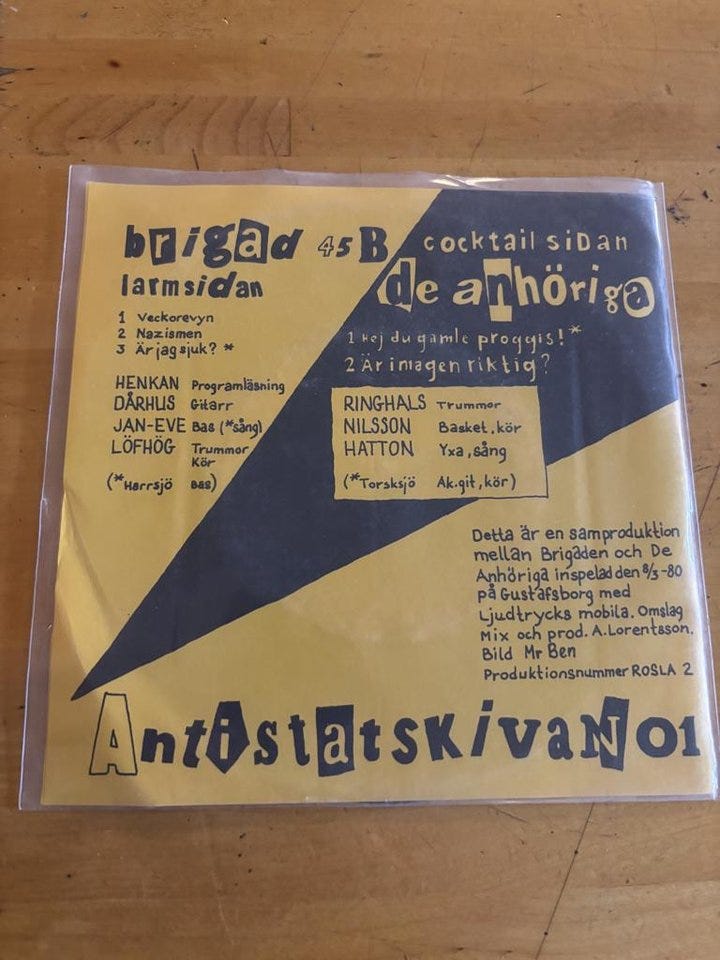 brigad 45B
larmsidan
1 Veckorevyn
2 Nazismen
3 Är jag sjuk? *
HENKAN Programläsning
DÅRHUS Gitarr
JAN-EVE Bas (*sång)
LÖFHÖG Trummor
Kör
(*Harrsjö Bas)
cocktail siDan
de anhöriga
1 Hej du gamle proggis! *
2 Är imagen riktig?
RINGHALS Trummor
NILSSON Basket, kör
HATTON Yxa, sång
(*Torsksjö Ak.git, kör)
Detta är en samproduktion
mellan Brigaden och De
Anhöriga inspelad den 8/3-80
på Gustafsborg med
Ljudtrycks mobila. Omslag
Mix och prod. A.Lorentsson.
Bild Mr Ben
Produktionsnummer ROSLA 2
AntistatskivaN 01